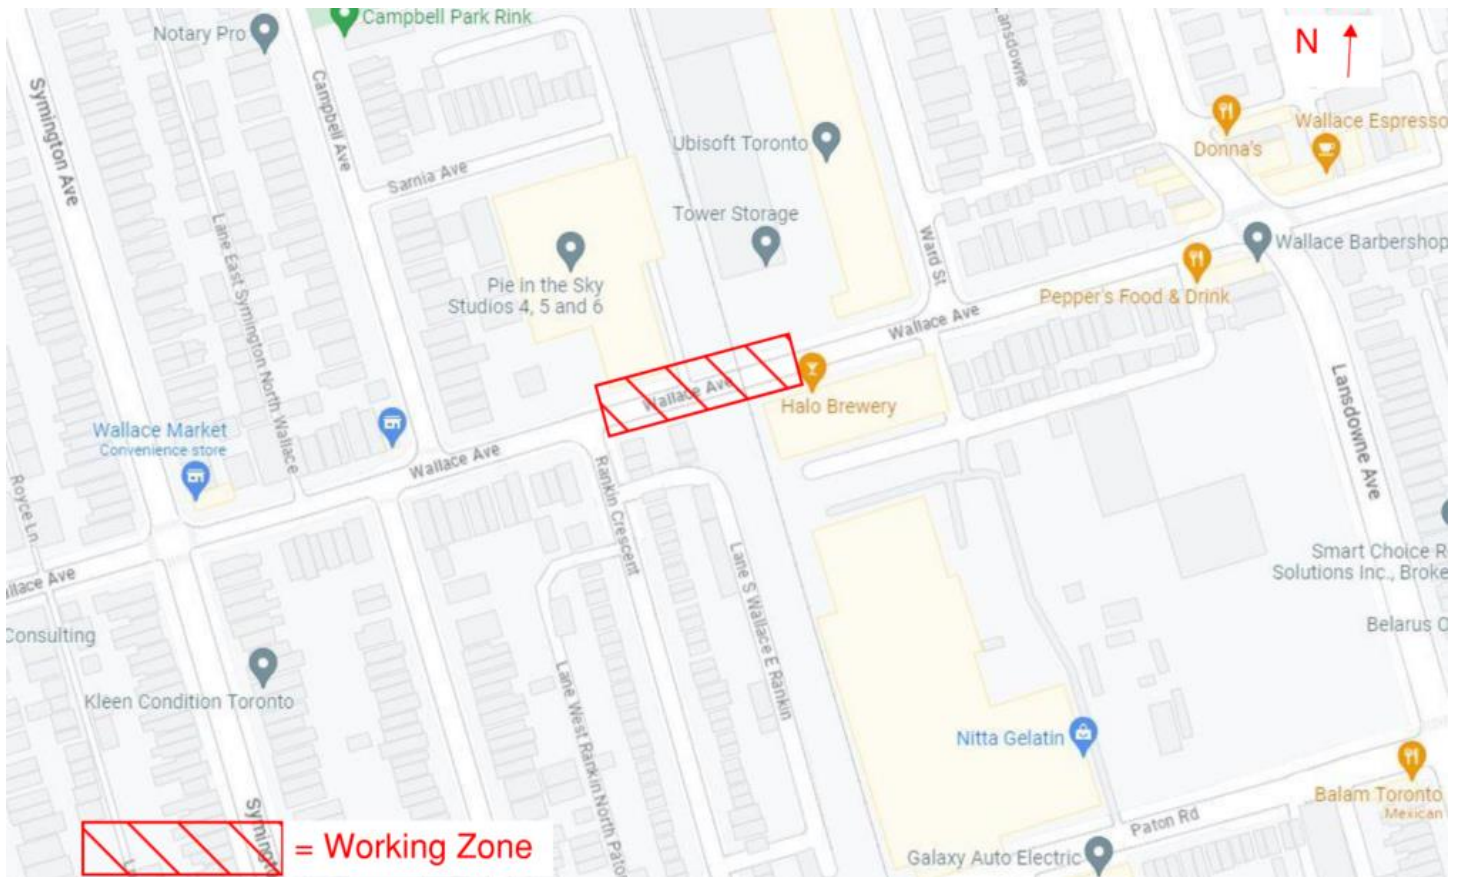 Notary Pro
Campbell Park Rink
N
Symington Ave
Campbell Ave
Lansdowne
Donna's
Wallace Espresso
Ubisoft Toronto
Sarnia Ave
Tower Storage
Lane East Symington North Wallace
Ward St
Wallace Barbershop
Pie in the Sky
Studios 4, 5 and 6
Pepper's Food & Drink
Wallace Ave
Wallace Ave
Halo Brewery
Lansdowne Ave
Wallace Market
Convenience store
Wallace Ave
Royce Ln
Rankin Crescent
Lane S Wallace E Rankin
Smart Choice R
Solutions Inc., Broke
allace Ave
Consulting
Belarus C
Kleen Condition Toronto
Lane West Rankin North Pato
Nitta Gelatin
Balam Toronto
Mexican
Symingt
Paton Rd
Galaxy Auto Electric
= Working Zone